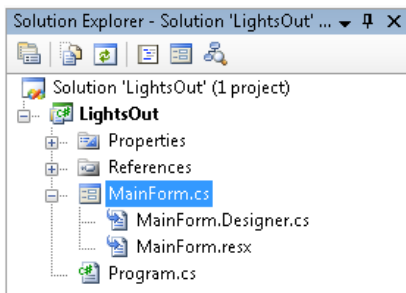 Solution Explorer - Solution 'LightsOut' ...
Solution 'LightsOut' (1 project)
LightsOut
Properties
References
MainForm.cs
MainForm.Designer.cs
MainForm.resx
Program.cs